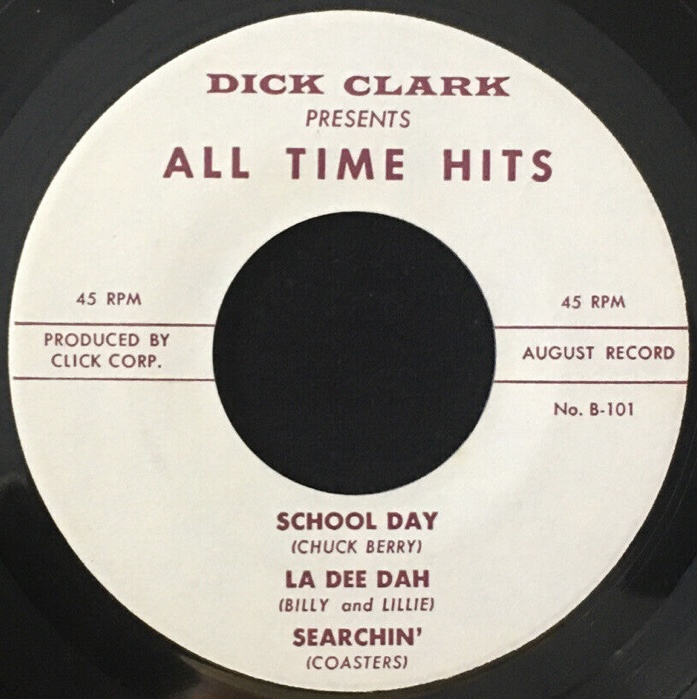 DICK CLARK
PRESENTS
ALL TIME HITS
45 RPM
PRODUCED BY
CLICK CORP.
45 RPM
AUGUST RECORD
No. B-101
SCHOOL DAY
(CHUCK BERRY)
LA DEE DAH
(BILLY and LILLIE)
SEARCHIN'
(COASTERS)